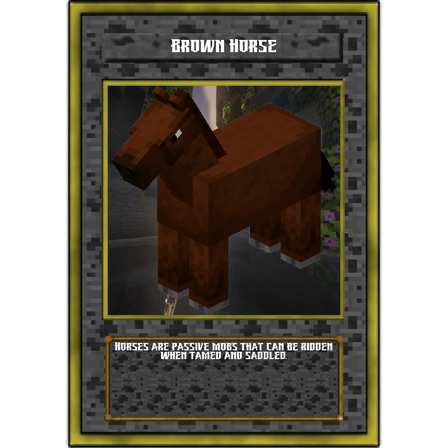 Brown Horse
Horses are passive mobs that can be ridden
when tamed and saddled.